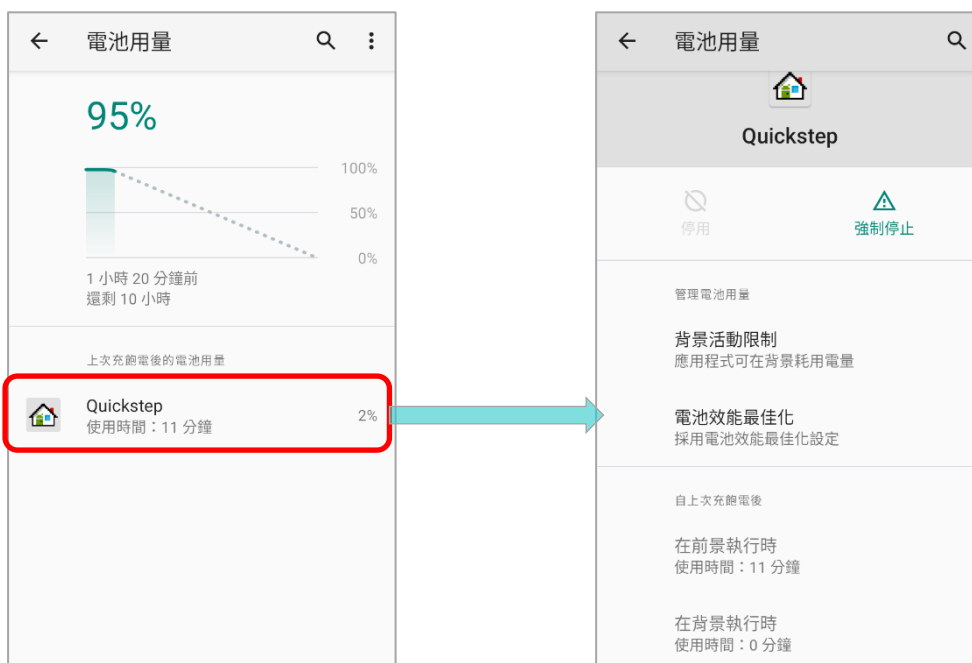 電池用量
95%
100%
50%
0%
1 小時 20 分鐘前
還剩 10 小時
上次充飽電後的電池用量
Quickstep
使用時間：11 分鐘
2%
電池用量
Quickstep
停用
強制停止
管理電池用量
背景活動限制
應用程式可在背景耗用電量
電池效能最佳化
採用電池效能最佳化設定
自上次充飽電後
在前景執行時
使用時間：11 分鐘
在背景執行時
使用時間：0 分鐘